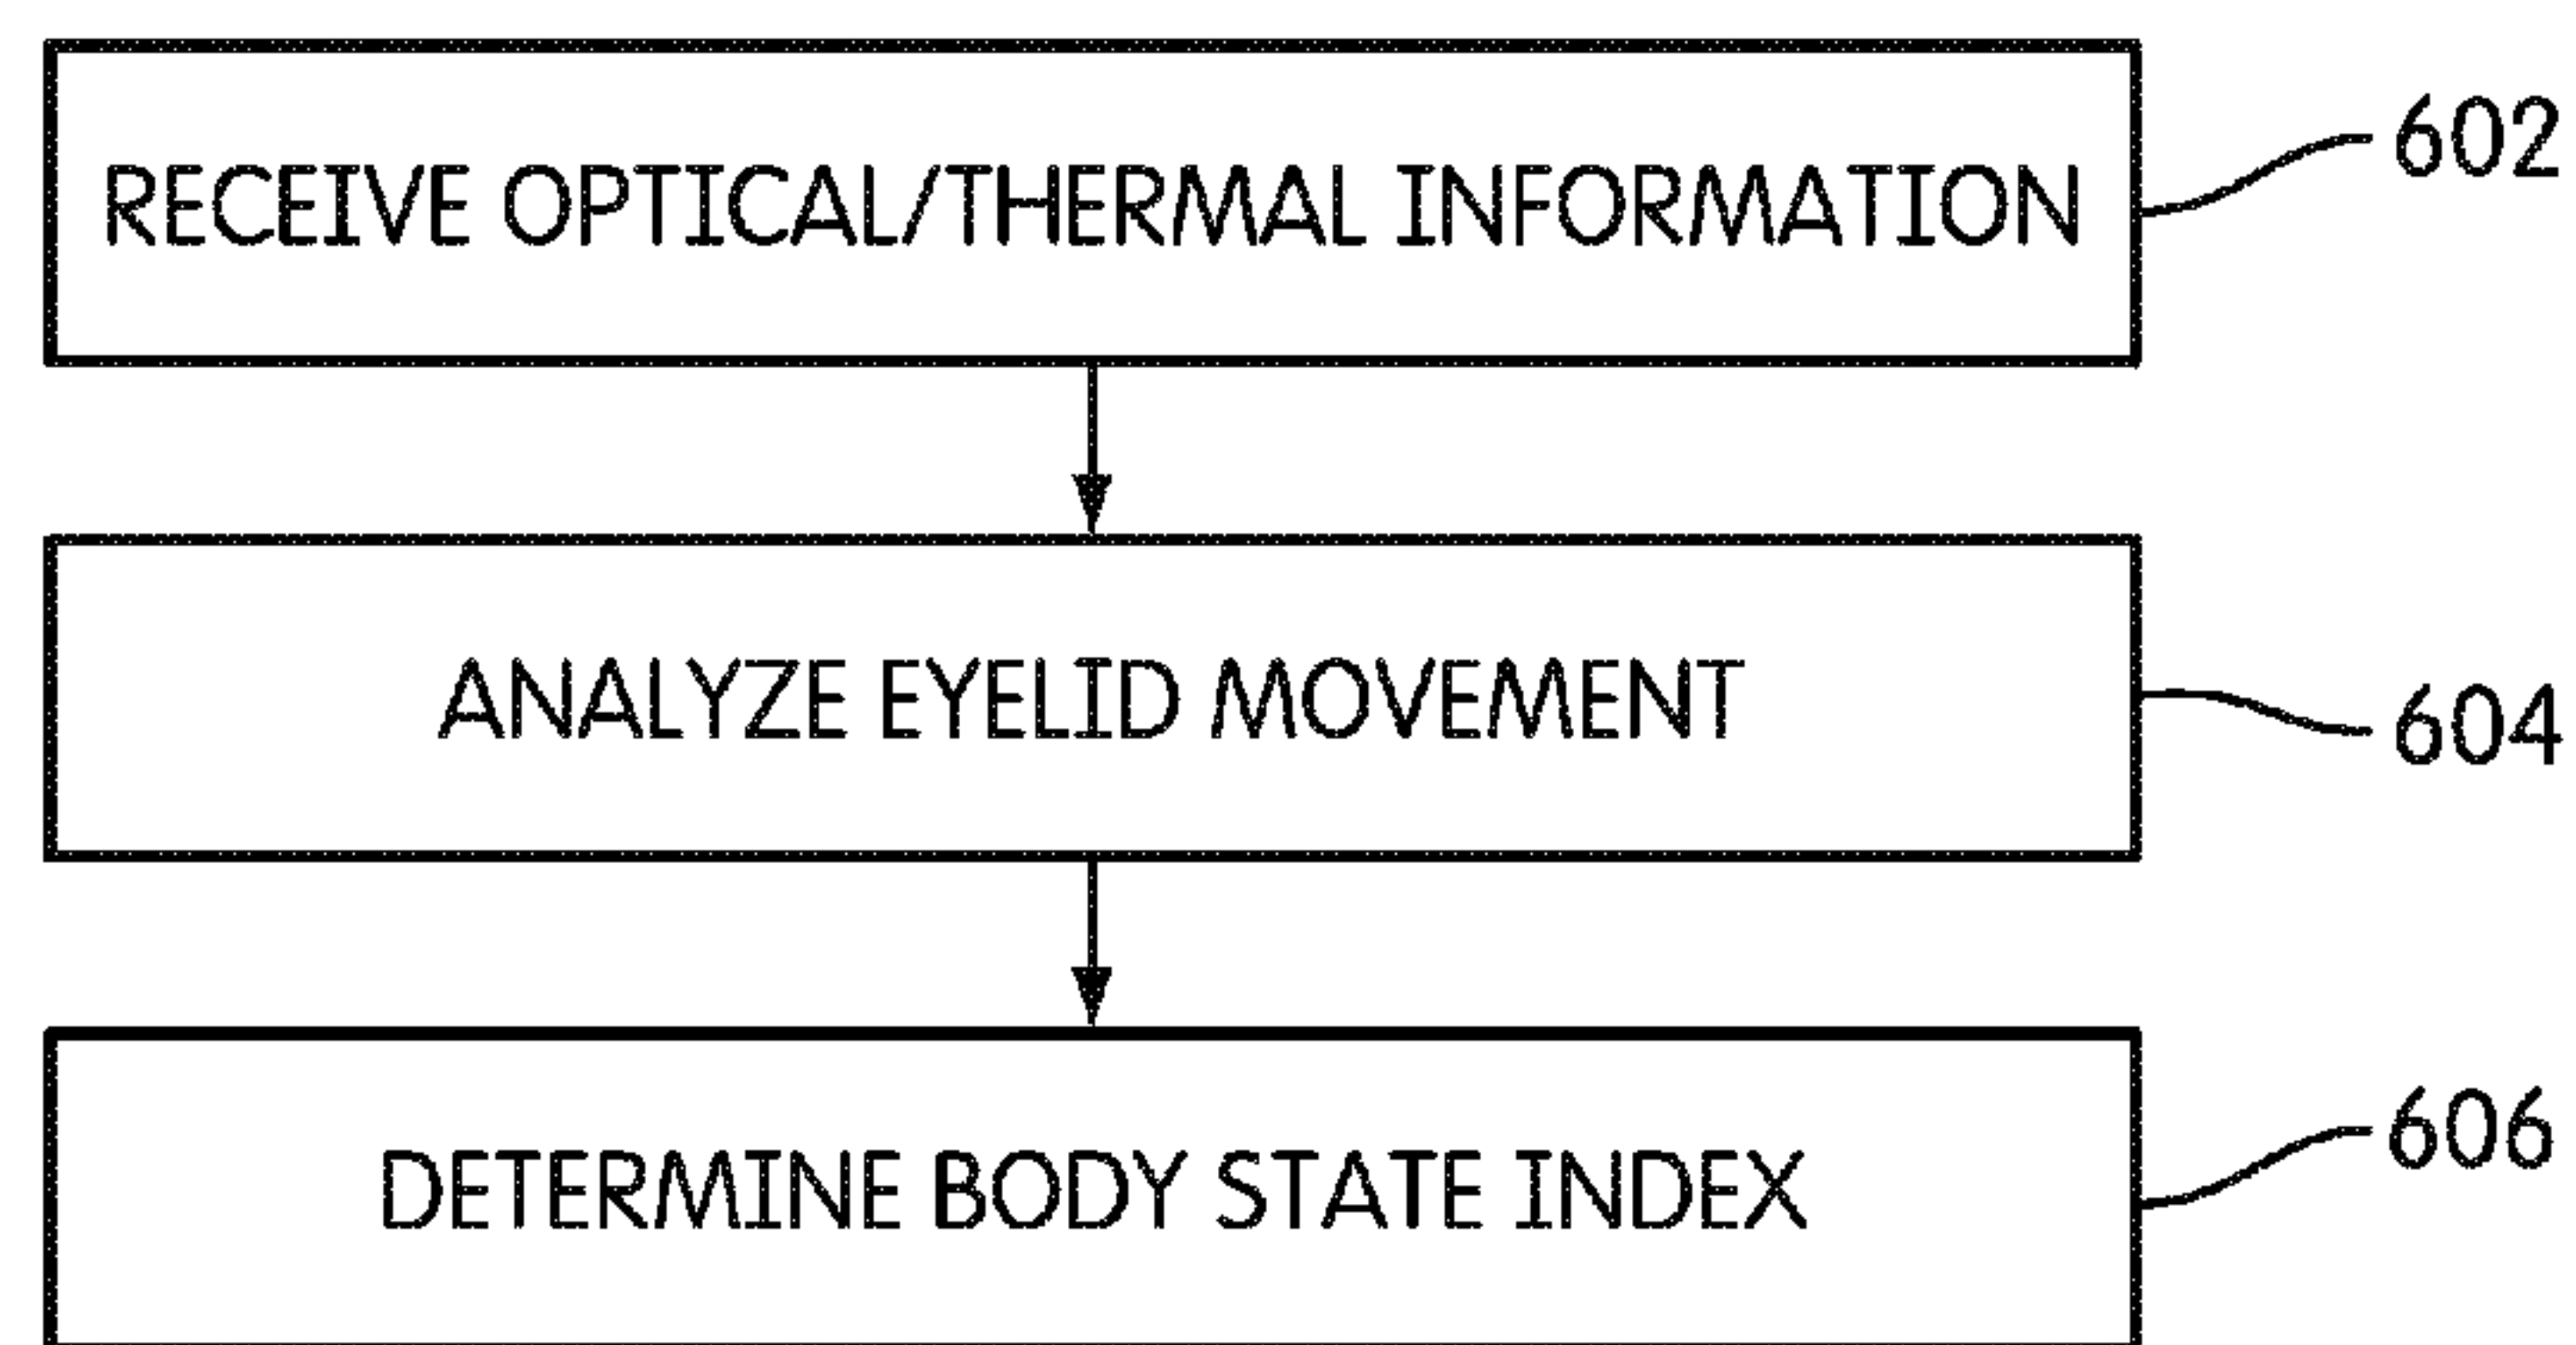 RECEIVE OPTICAL/THERMAL INFORMATION
602
ANALYZE EYELID MOVEMENT
604
DETERMINE BODY STATE INDEX
606